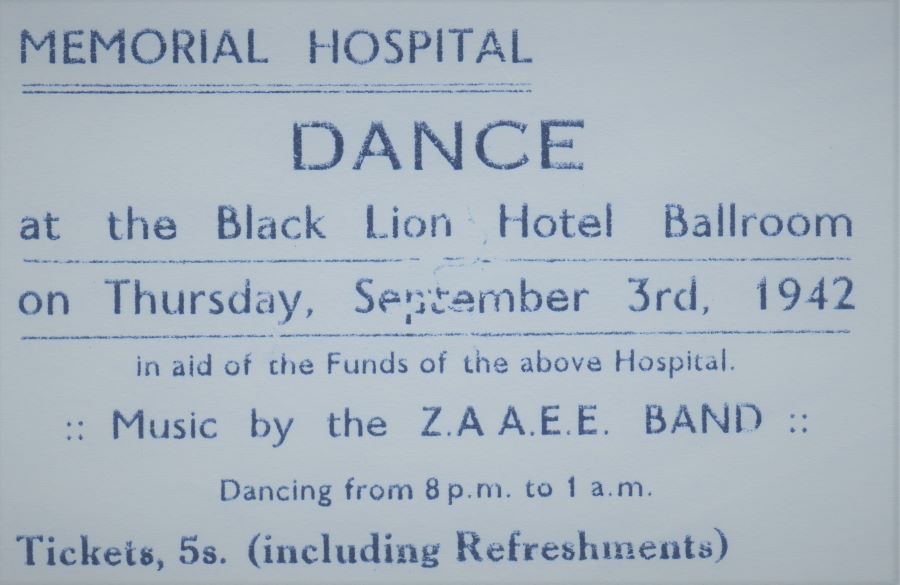 MEMORIAL HOSPITAL
DANCE
at the Black Lion Hotel Ballroom
on Thursday, September 3rd, 1942
in aid of the Funds of the above Hospital.
:: Music by the Z.A A.E.E. BAND ::
Dancing from 8 p.m. to 1 a.m.
Tickets, 5s. (including Refreshments)